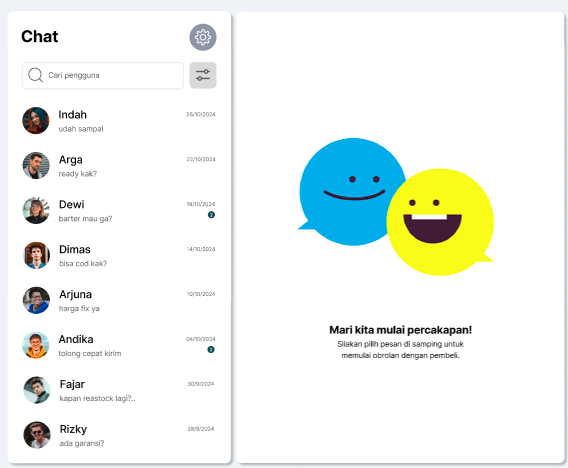 Chat
Cari pengguna
Indah
26/10/2024
udah sampai
Arga
22/10/2024
ready kak?
Dewi
18/10/2024
barter mau ga?
2
Dimas
14/10/2024
bisa cod kak?
Arjuna
10/10/2024
harga fix ya
Andika
04/10/2024
tolong cepat kirim
2
Fajar
30/9/2024
kapan reastock lagi?..
Rizky
28/9/2024
ada garansi?
Mari kita mulai percakapan!
Silakan pilih pesan di samping untuk
memulai obrolan dengan pembeli.